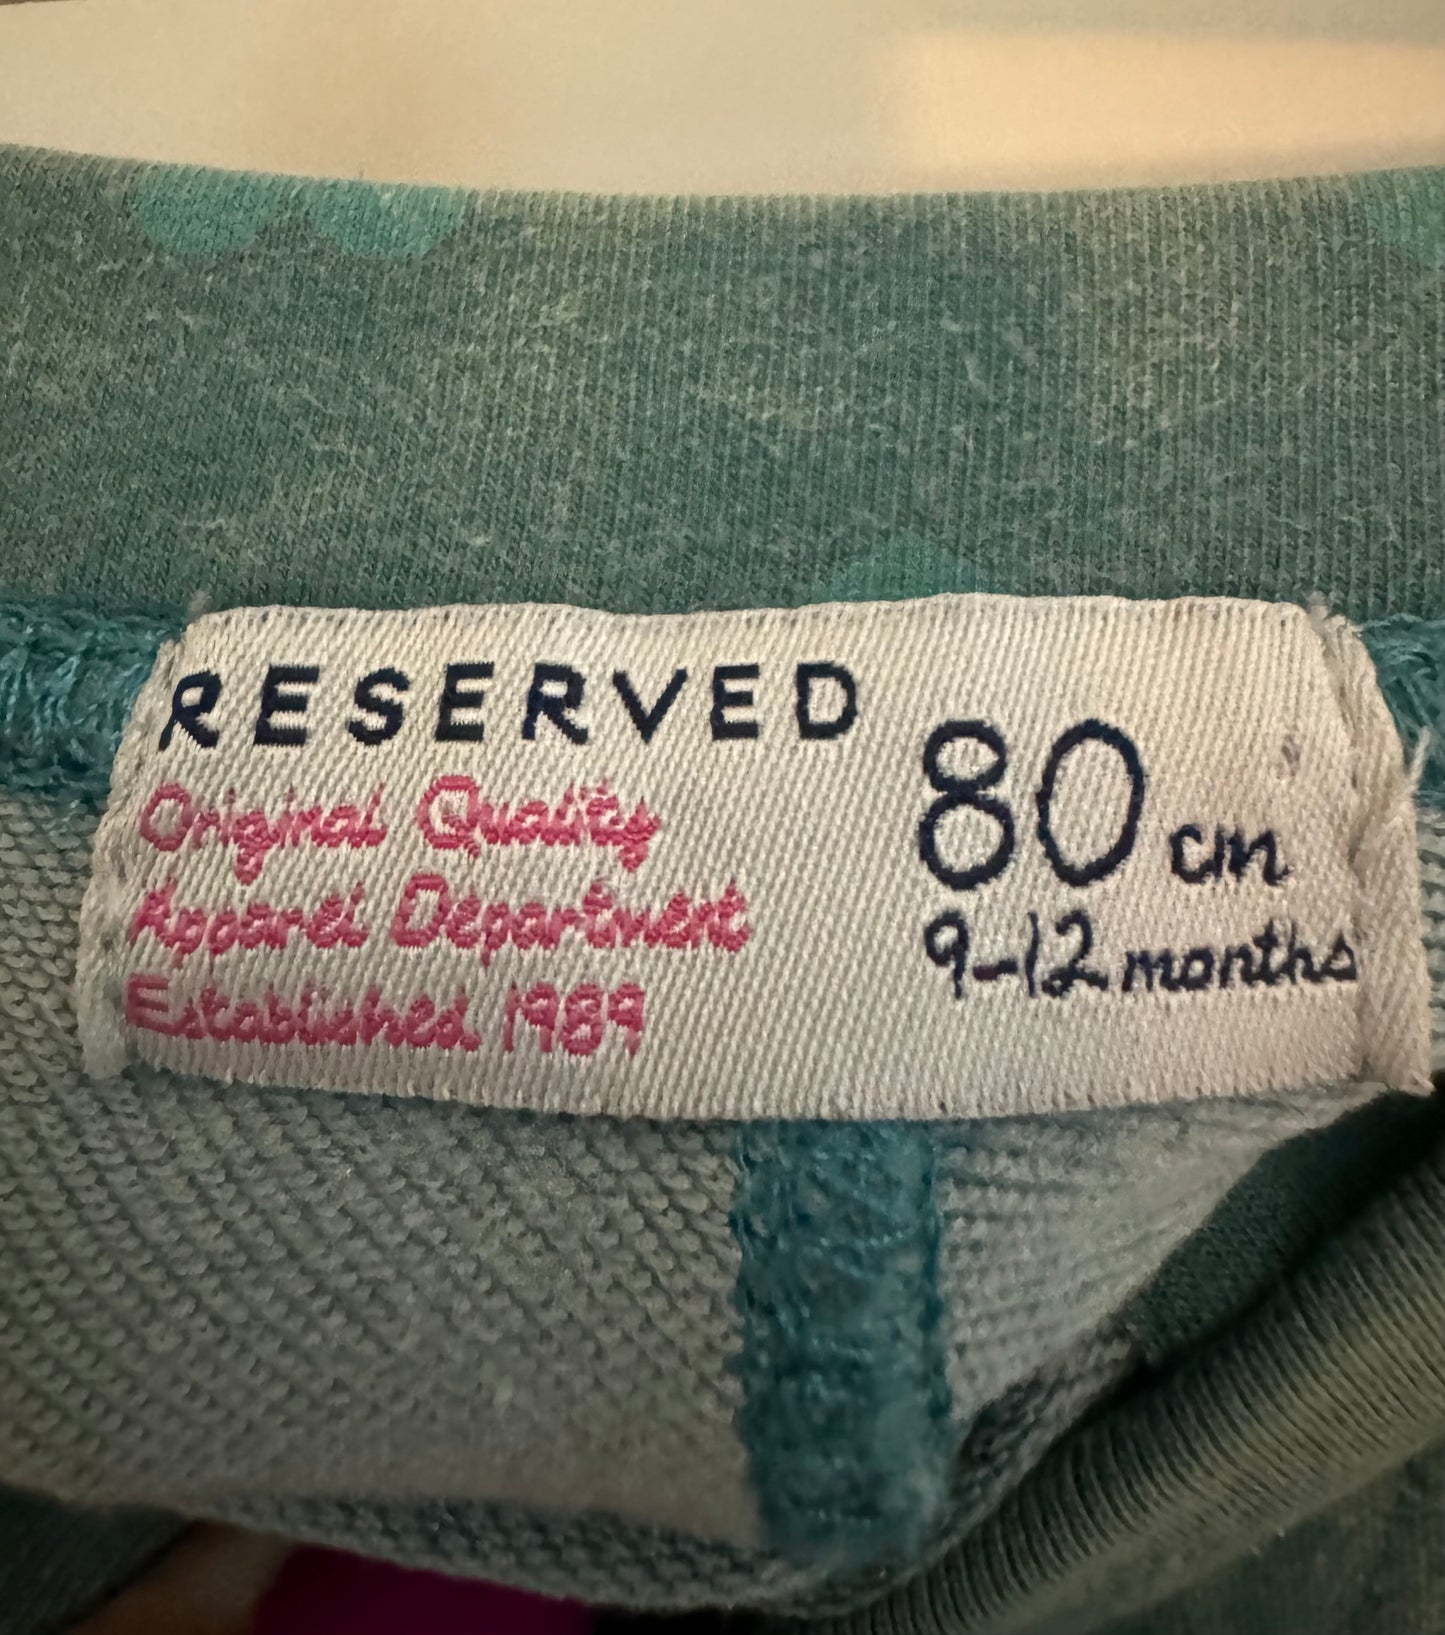 RESERVED
Original Quality
Apparel Department
Established 1989
80 cm
9-12 months